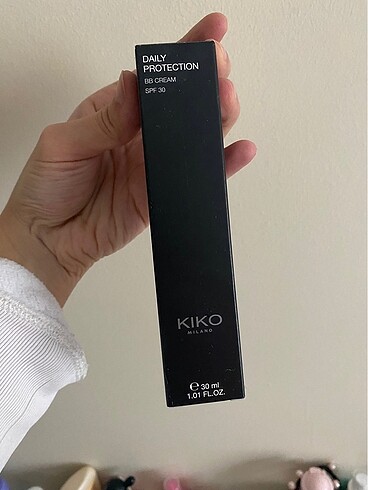 DAILY
PROTECTION
BB CREAM
SPF 30
KIKO
MILANO
℮ 30 ml
1.01 FL.OZ.